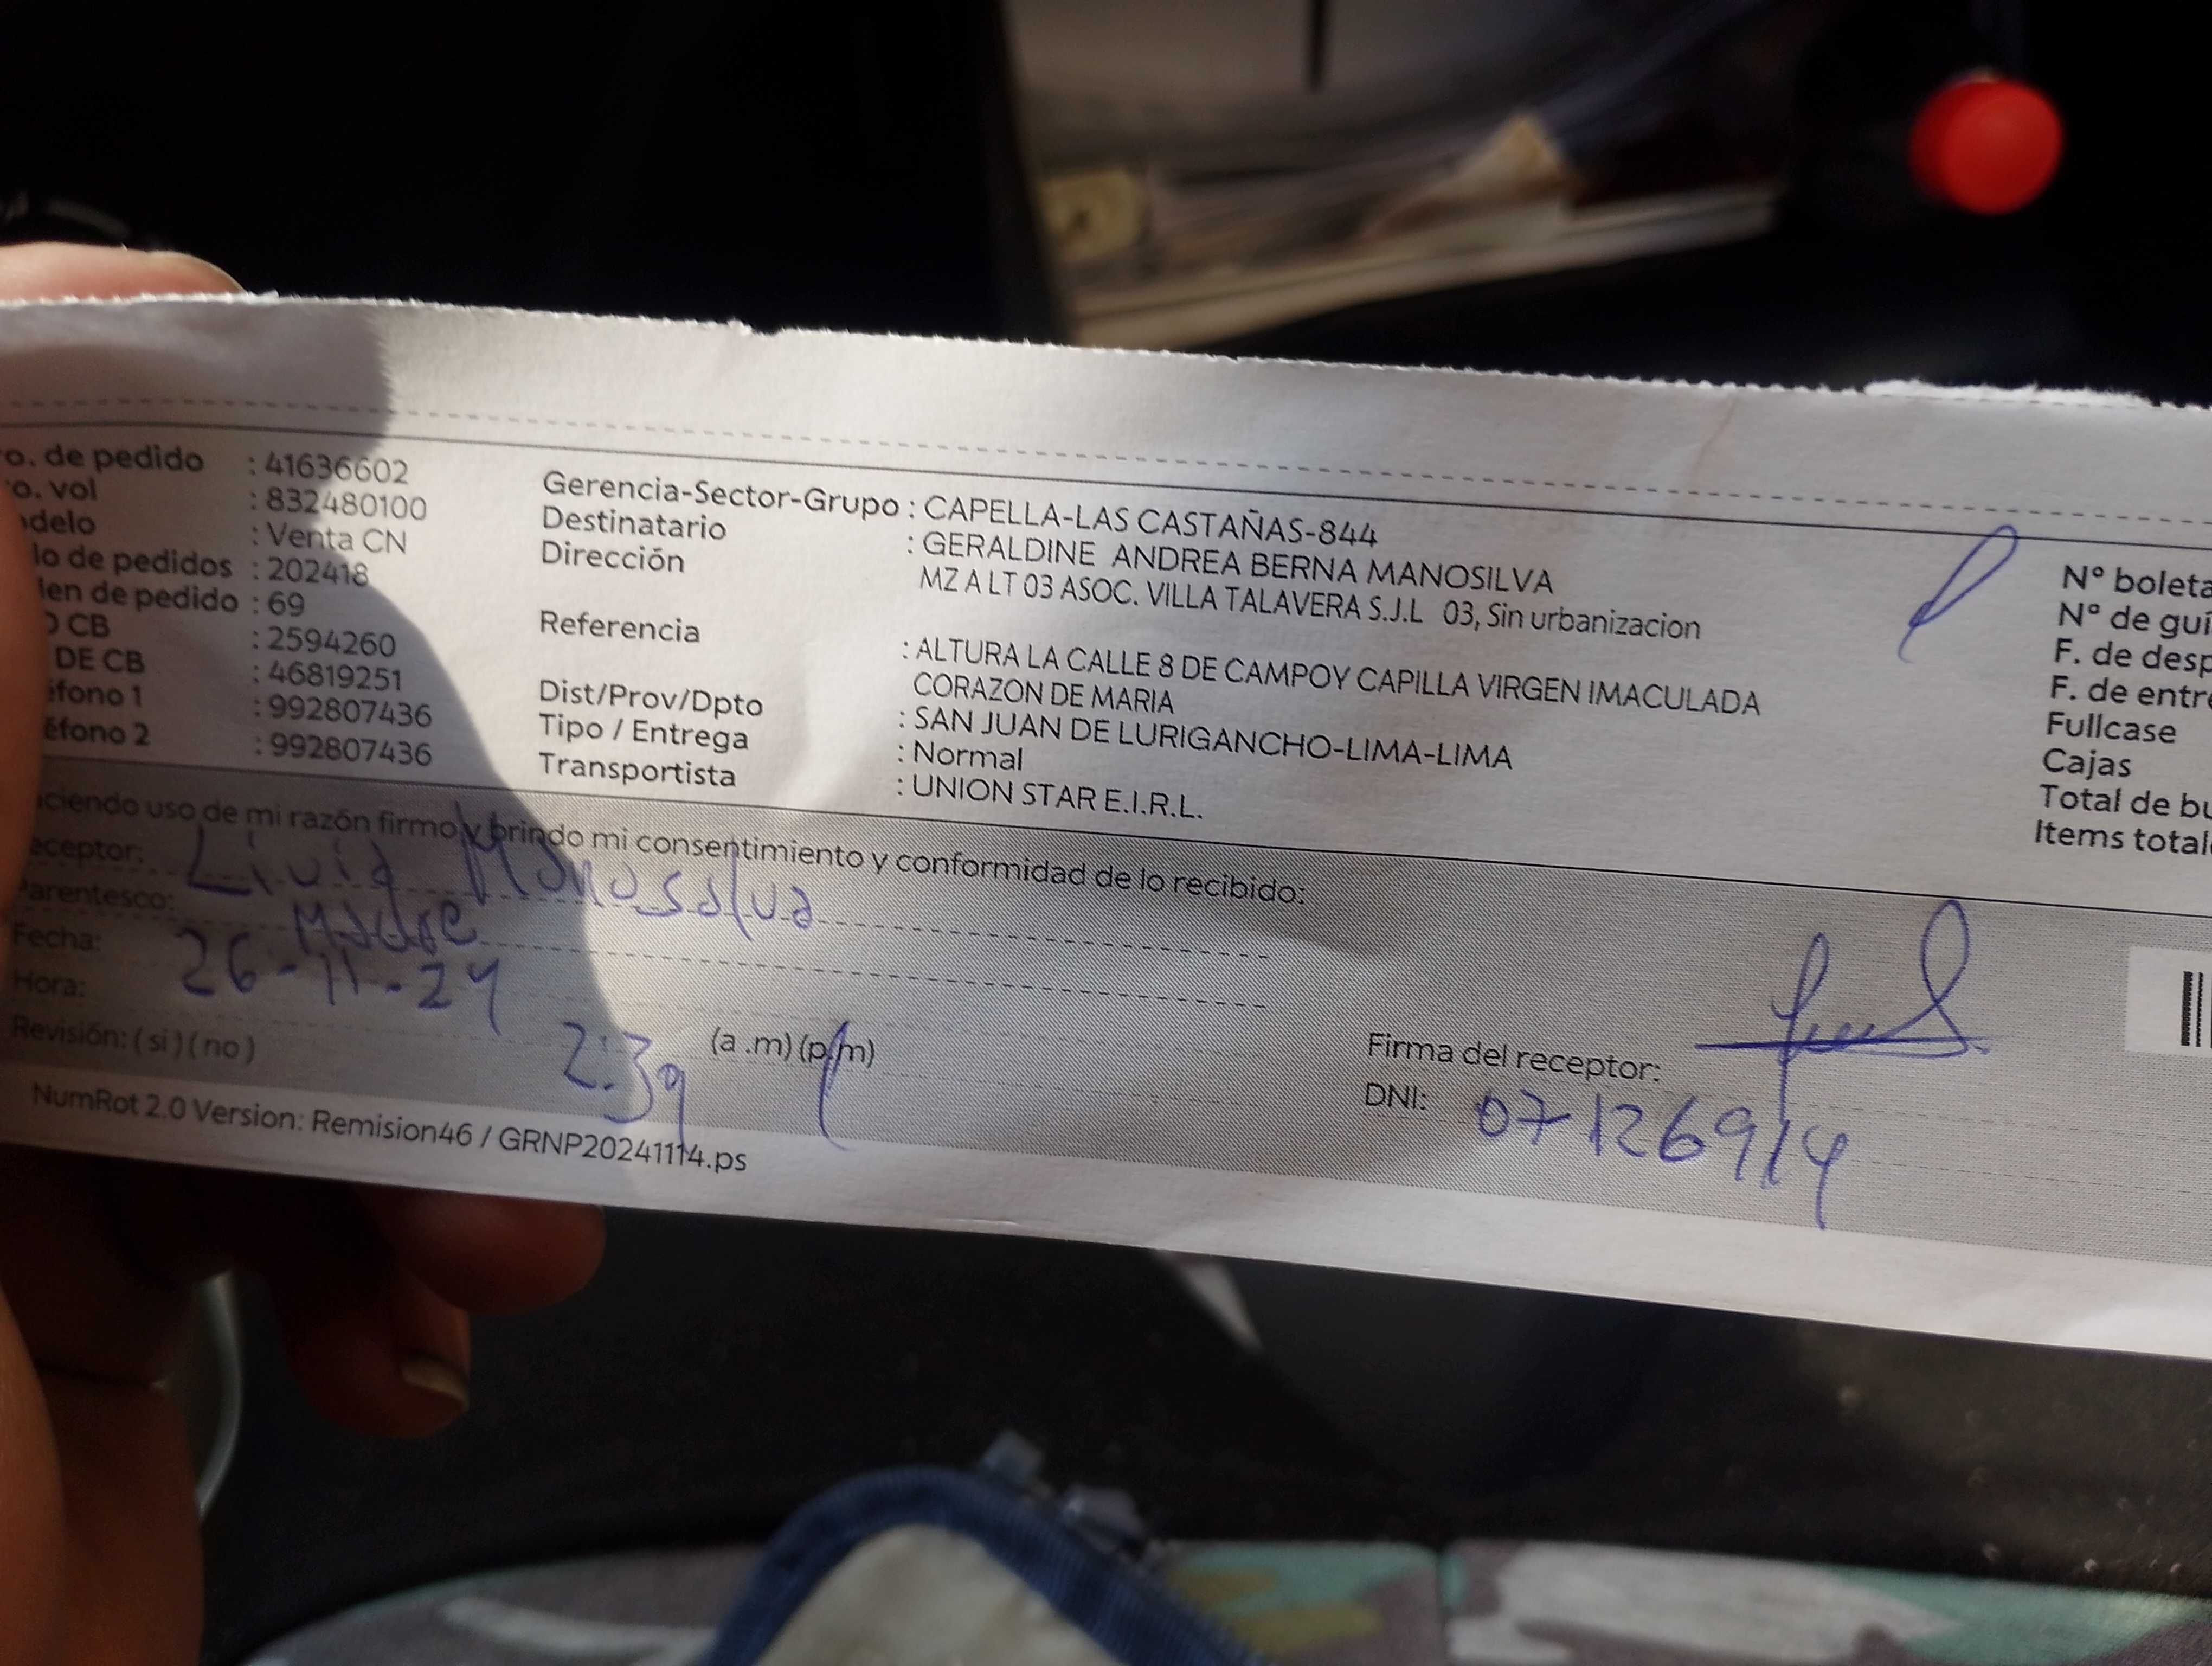 o. de pedido : 41636602
o. vol : 832480100
delo : Venta CN
lo de pedidos : 202418
len de pedido : 69
O CB : 2594260
DE CB : 46819251
éfono 1 : 992807436
éfono 2 : 992807436
Gerencia-Sector-Grupo : CAPELLA-LAS CASTAÑAS-844
Destinatario : GERALDINE ANDREA BERNA MANOSILVA
Dirección MZ A LT 03 ASOC. VILLA TALAVERA S.J.L 03, Sin urbanizacion
Referencia : ALTURA LA CALLE 8 DE CAMPOY CAPILLA VIRGEN IMACULADA
CORAZON DE MARIA
Dist/Prov/Dpto : SAN JUAN DE LURIGANCHO-LIMA-LIMA
Tipo / Entrega : Normal
Transportista : UNION STAR E.I.R.L.
N° boleta
N° de guí
F. de desp
F. de entre
Fullcase
Cajas
Total de bu
Items total
ciendo uso de mi razón firmo y brindo mi consentimiento y conformidad de lo recibido:
eceptor: Livia Manosalva
Parentesco: Madre
Fecha: 26-11-24
Hora: 2:39 (a .m) (p.m)
Revisión: ( si ) ( no )
Firma del receptor:
DNI: 07126914
NumRot 2.0 Version: Remision46 / GRNP20241114.ps